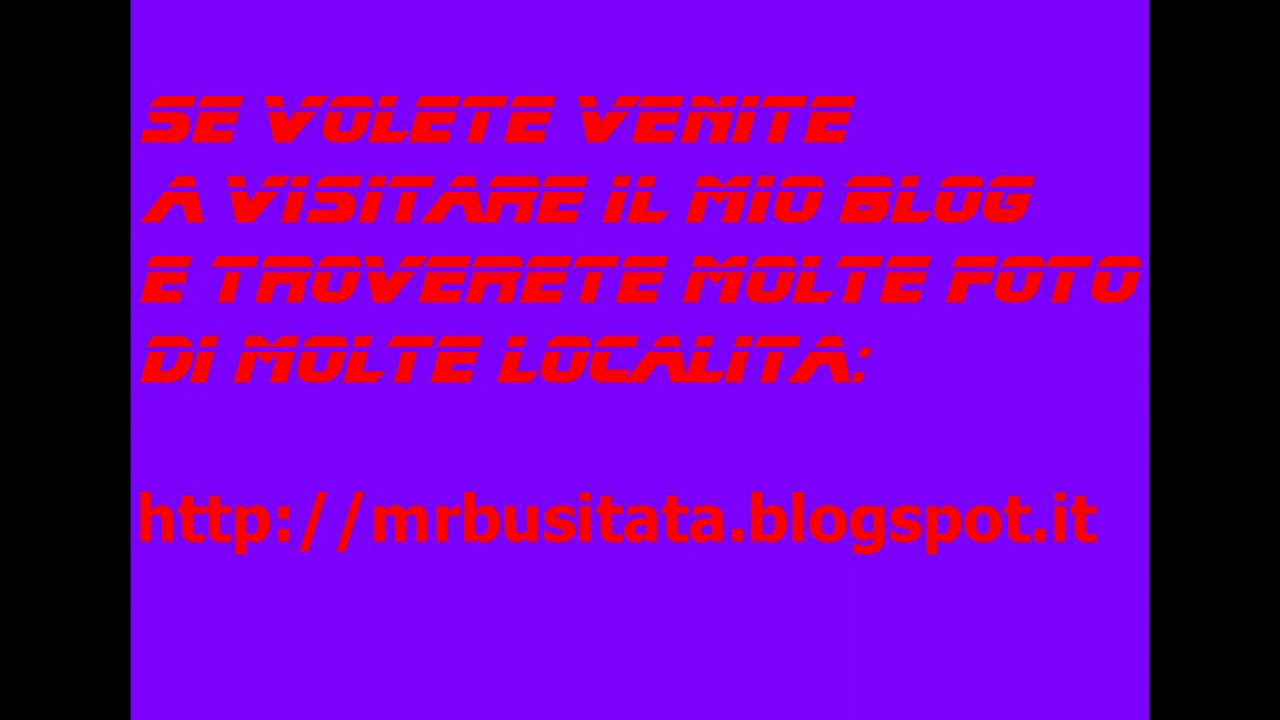 SE VOLETE VENITE
A VISITARE IL MIO BLOG
E TROVERETE MOLTE FOTO
DI MOLTE LOCALITA:
http://mrbusitata.blogspot.it